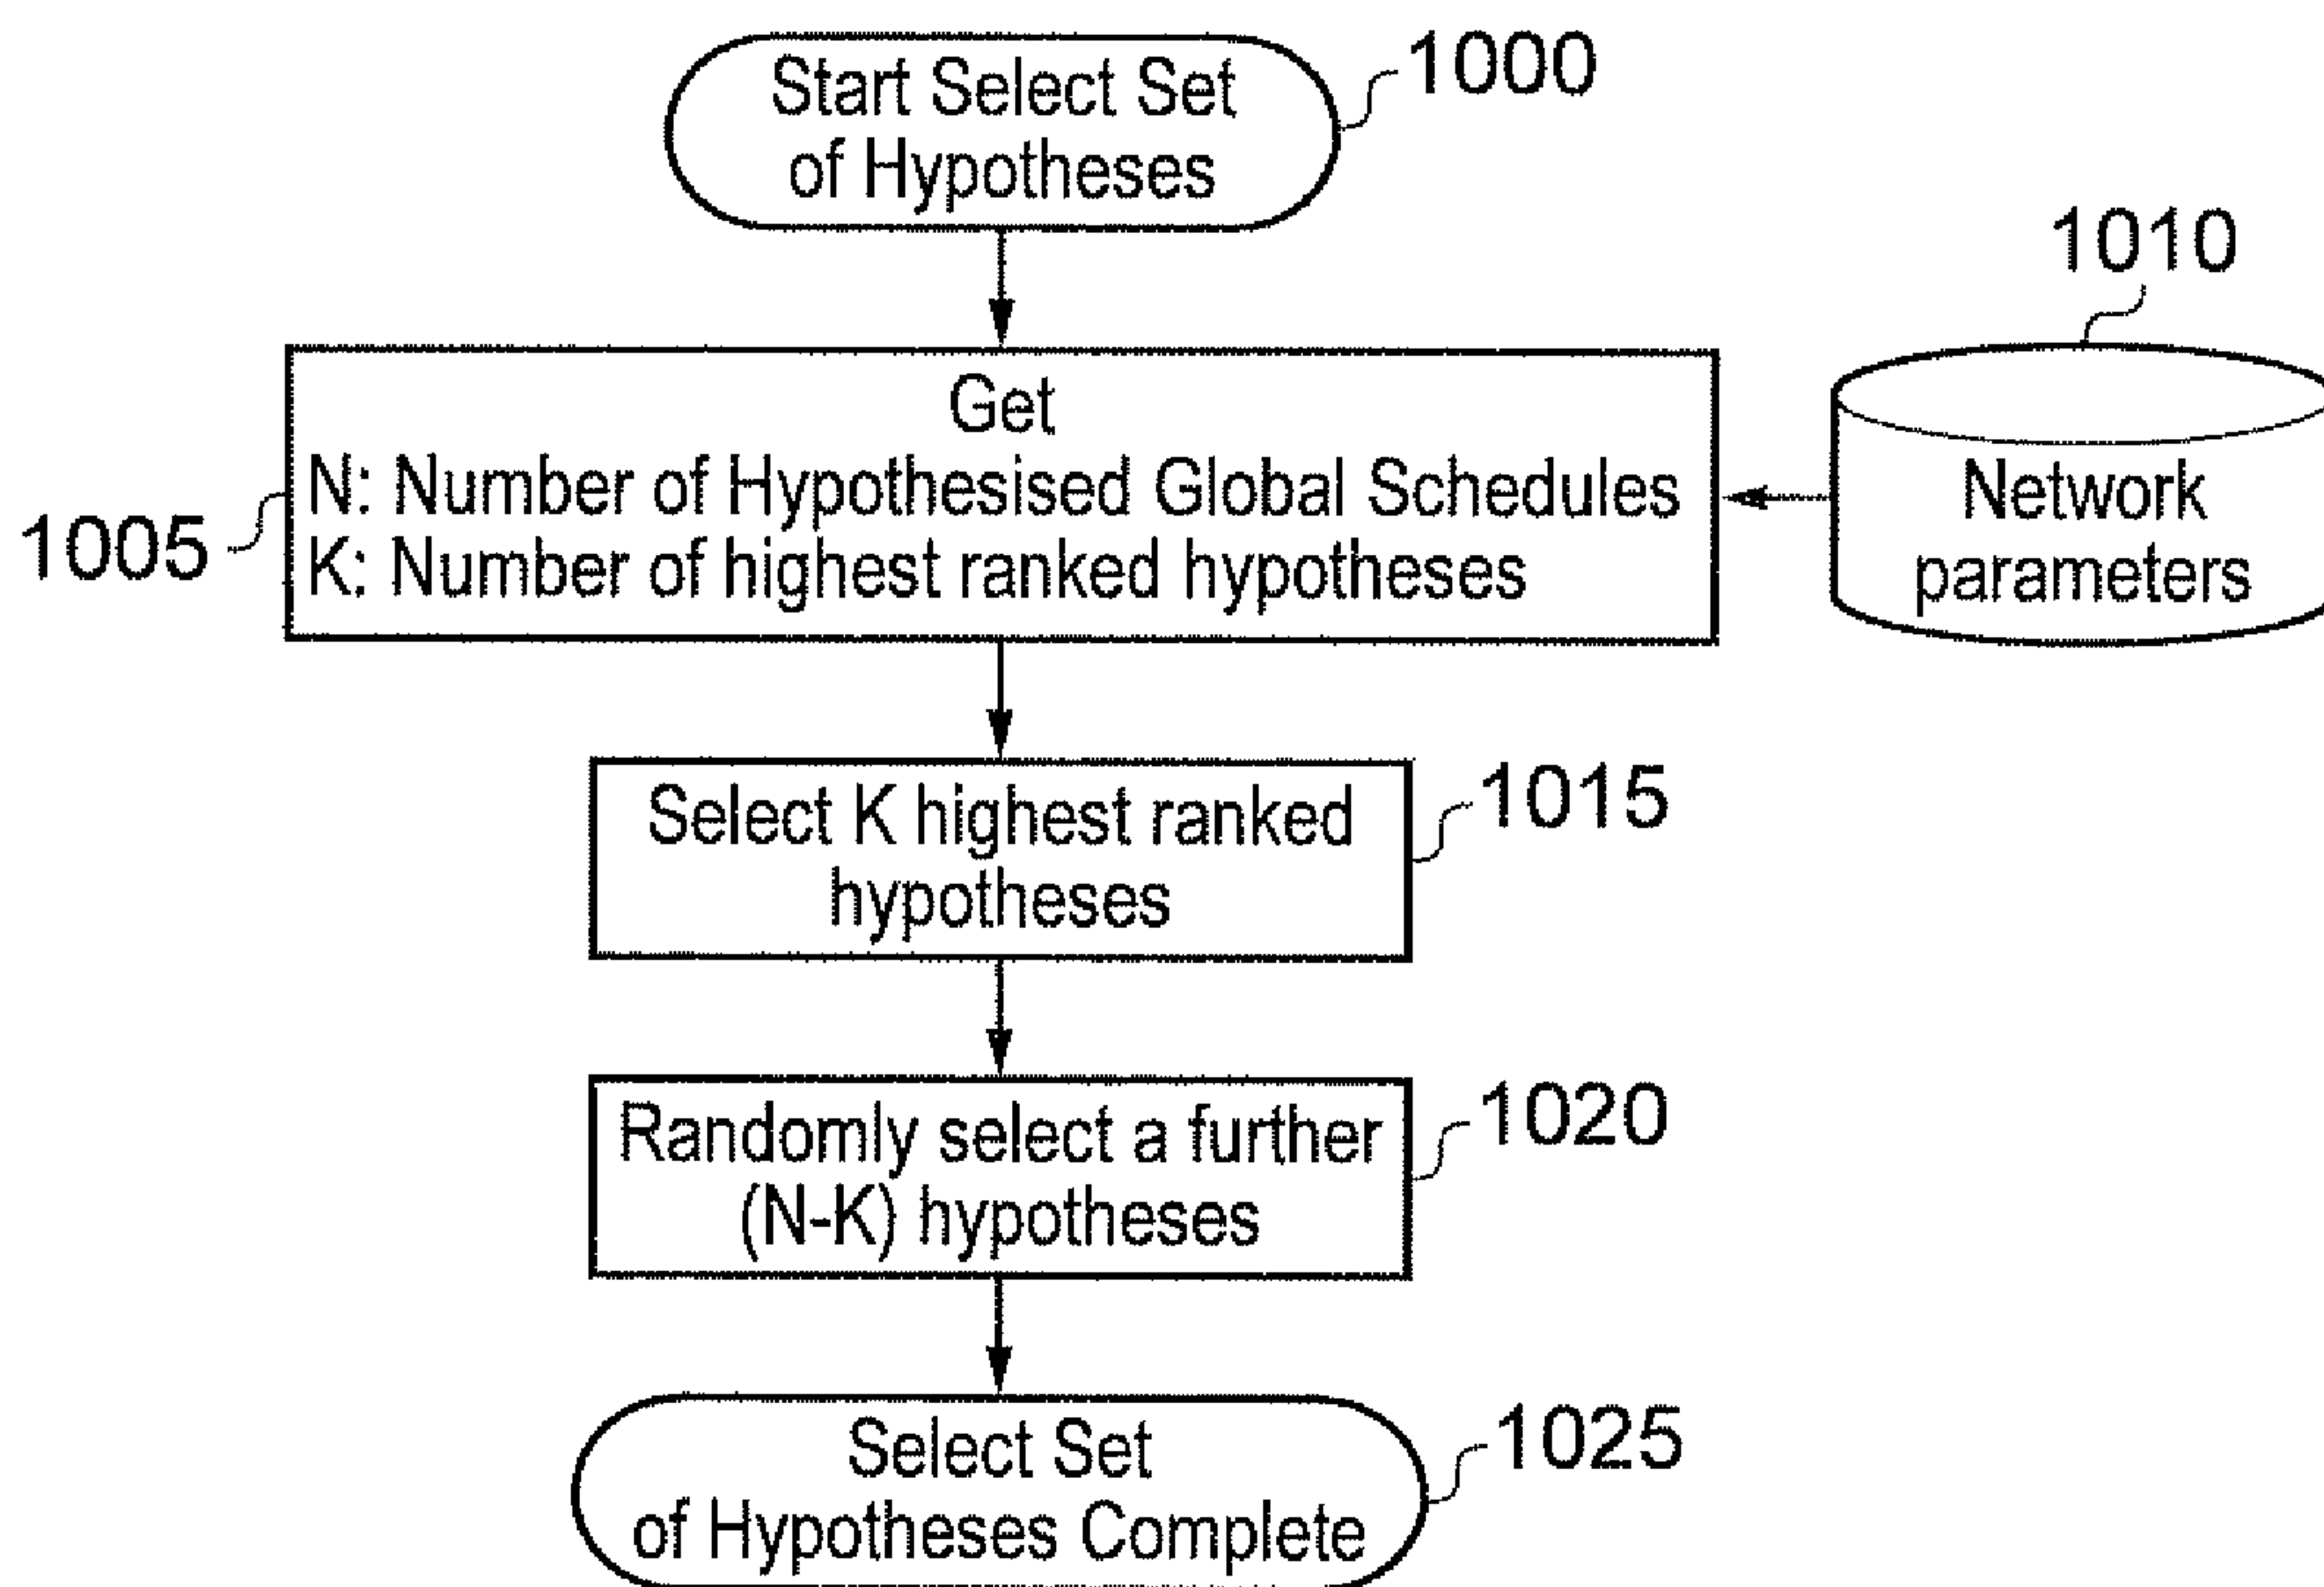 Start Select Set
of Hypotheses
1000
1010
Get
N: Number of Hypothesised Global Schedules
K: Number of highest ranked hypotheses
1005
Network
parameters
Select K highest ranked
hypotheses
1015
Randomly select a further
(N-K) hypotheses
1020
Select Set
of Hypotheses Complete
1025